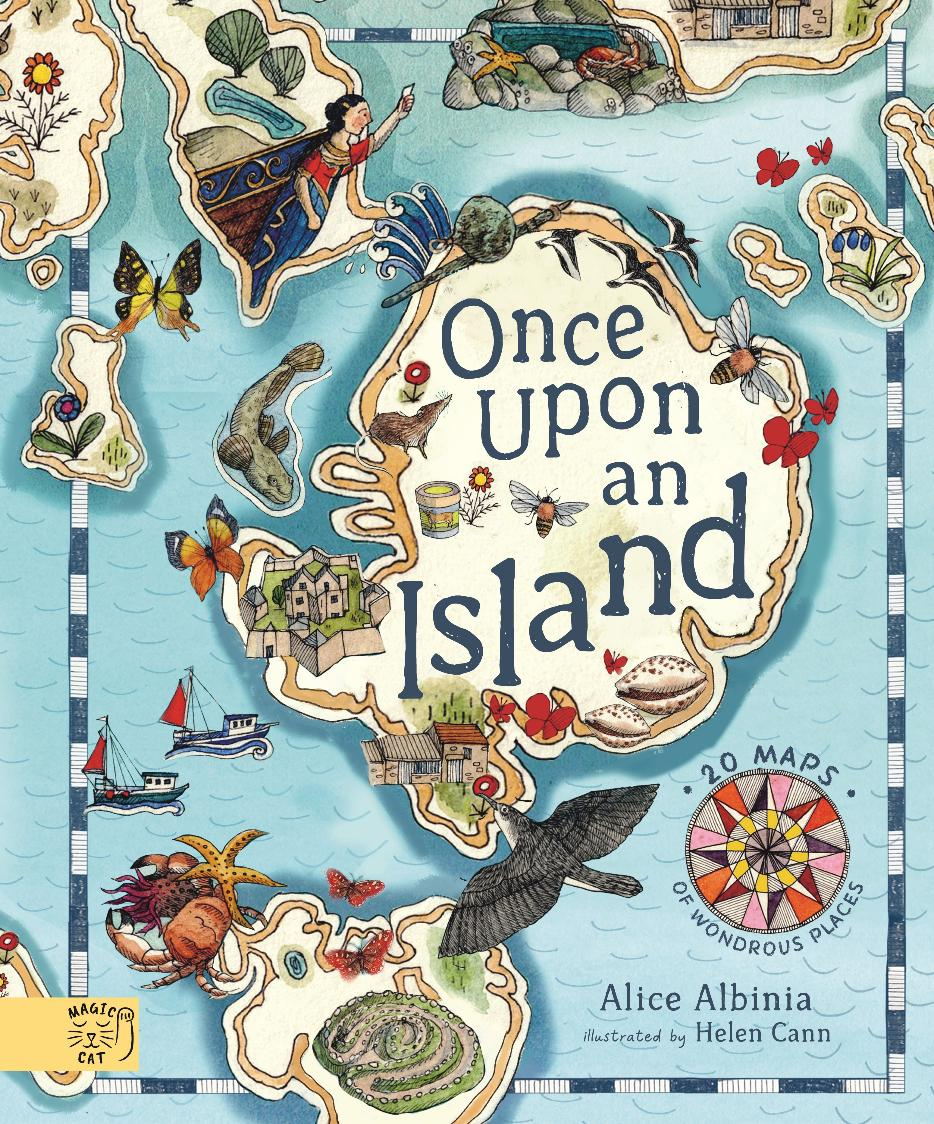 Once
Upon
an
Island
20 MAPS
OF WONDROUS PLACES
Alice Albinia
illustrated by Helen Cann
MAGIC
CAT